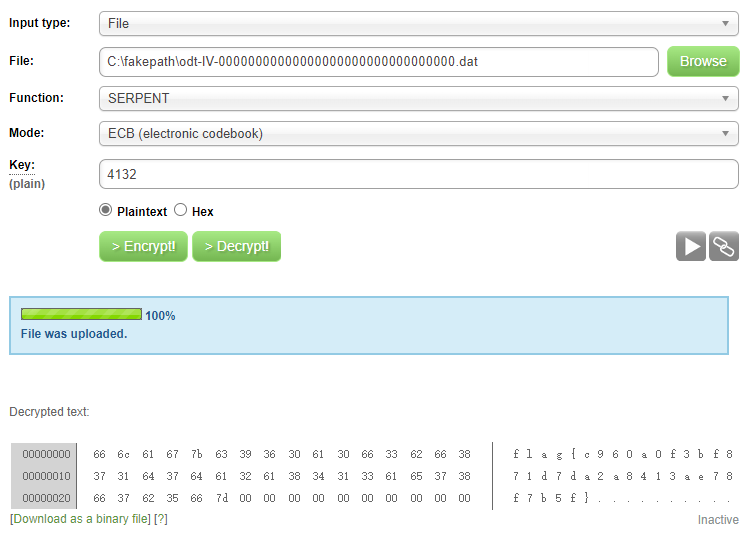 Input type: File
File: C:\fakepath\odt-IV-00000000000000000000000000000000.dat Browse
Function: SERPENT
Mode: ECB (electronic codebook)
Key: 4132
(plain)
Plaintext Hex
> Encrypt! > Decrypt!
100%
File was uploaded.
Decrypted text:
00000000 66 6c 61 67 7b 63 39 36 30 61 30 66 33 62 66 38 f l a g { c 9 6 0 a 0 f 3 b f 8
00000010 37 31 64 37 64 61 32 61 38 34 31 33 61 65 37 38 7 1 d 7 d a 2 a 8 4 1 3 a e 7 8
00000020 66 37 62 35 66 7d 00 00 00 00 00 00 00 00 00 00 f 7 b 5 f } . . . . . . . . . .
[Download as a binary file] [?]
Inactive